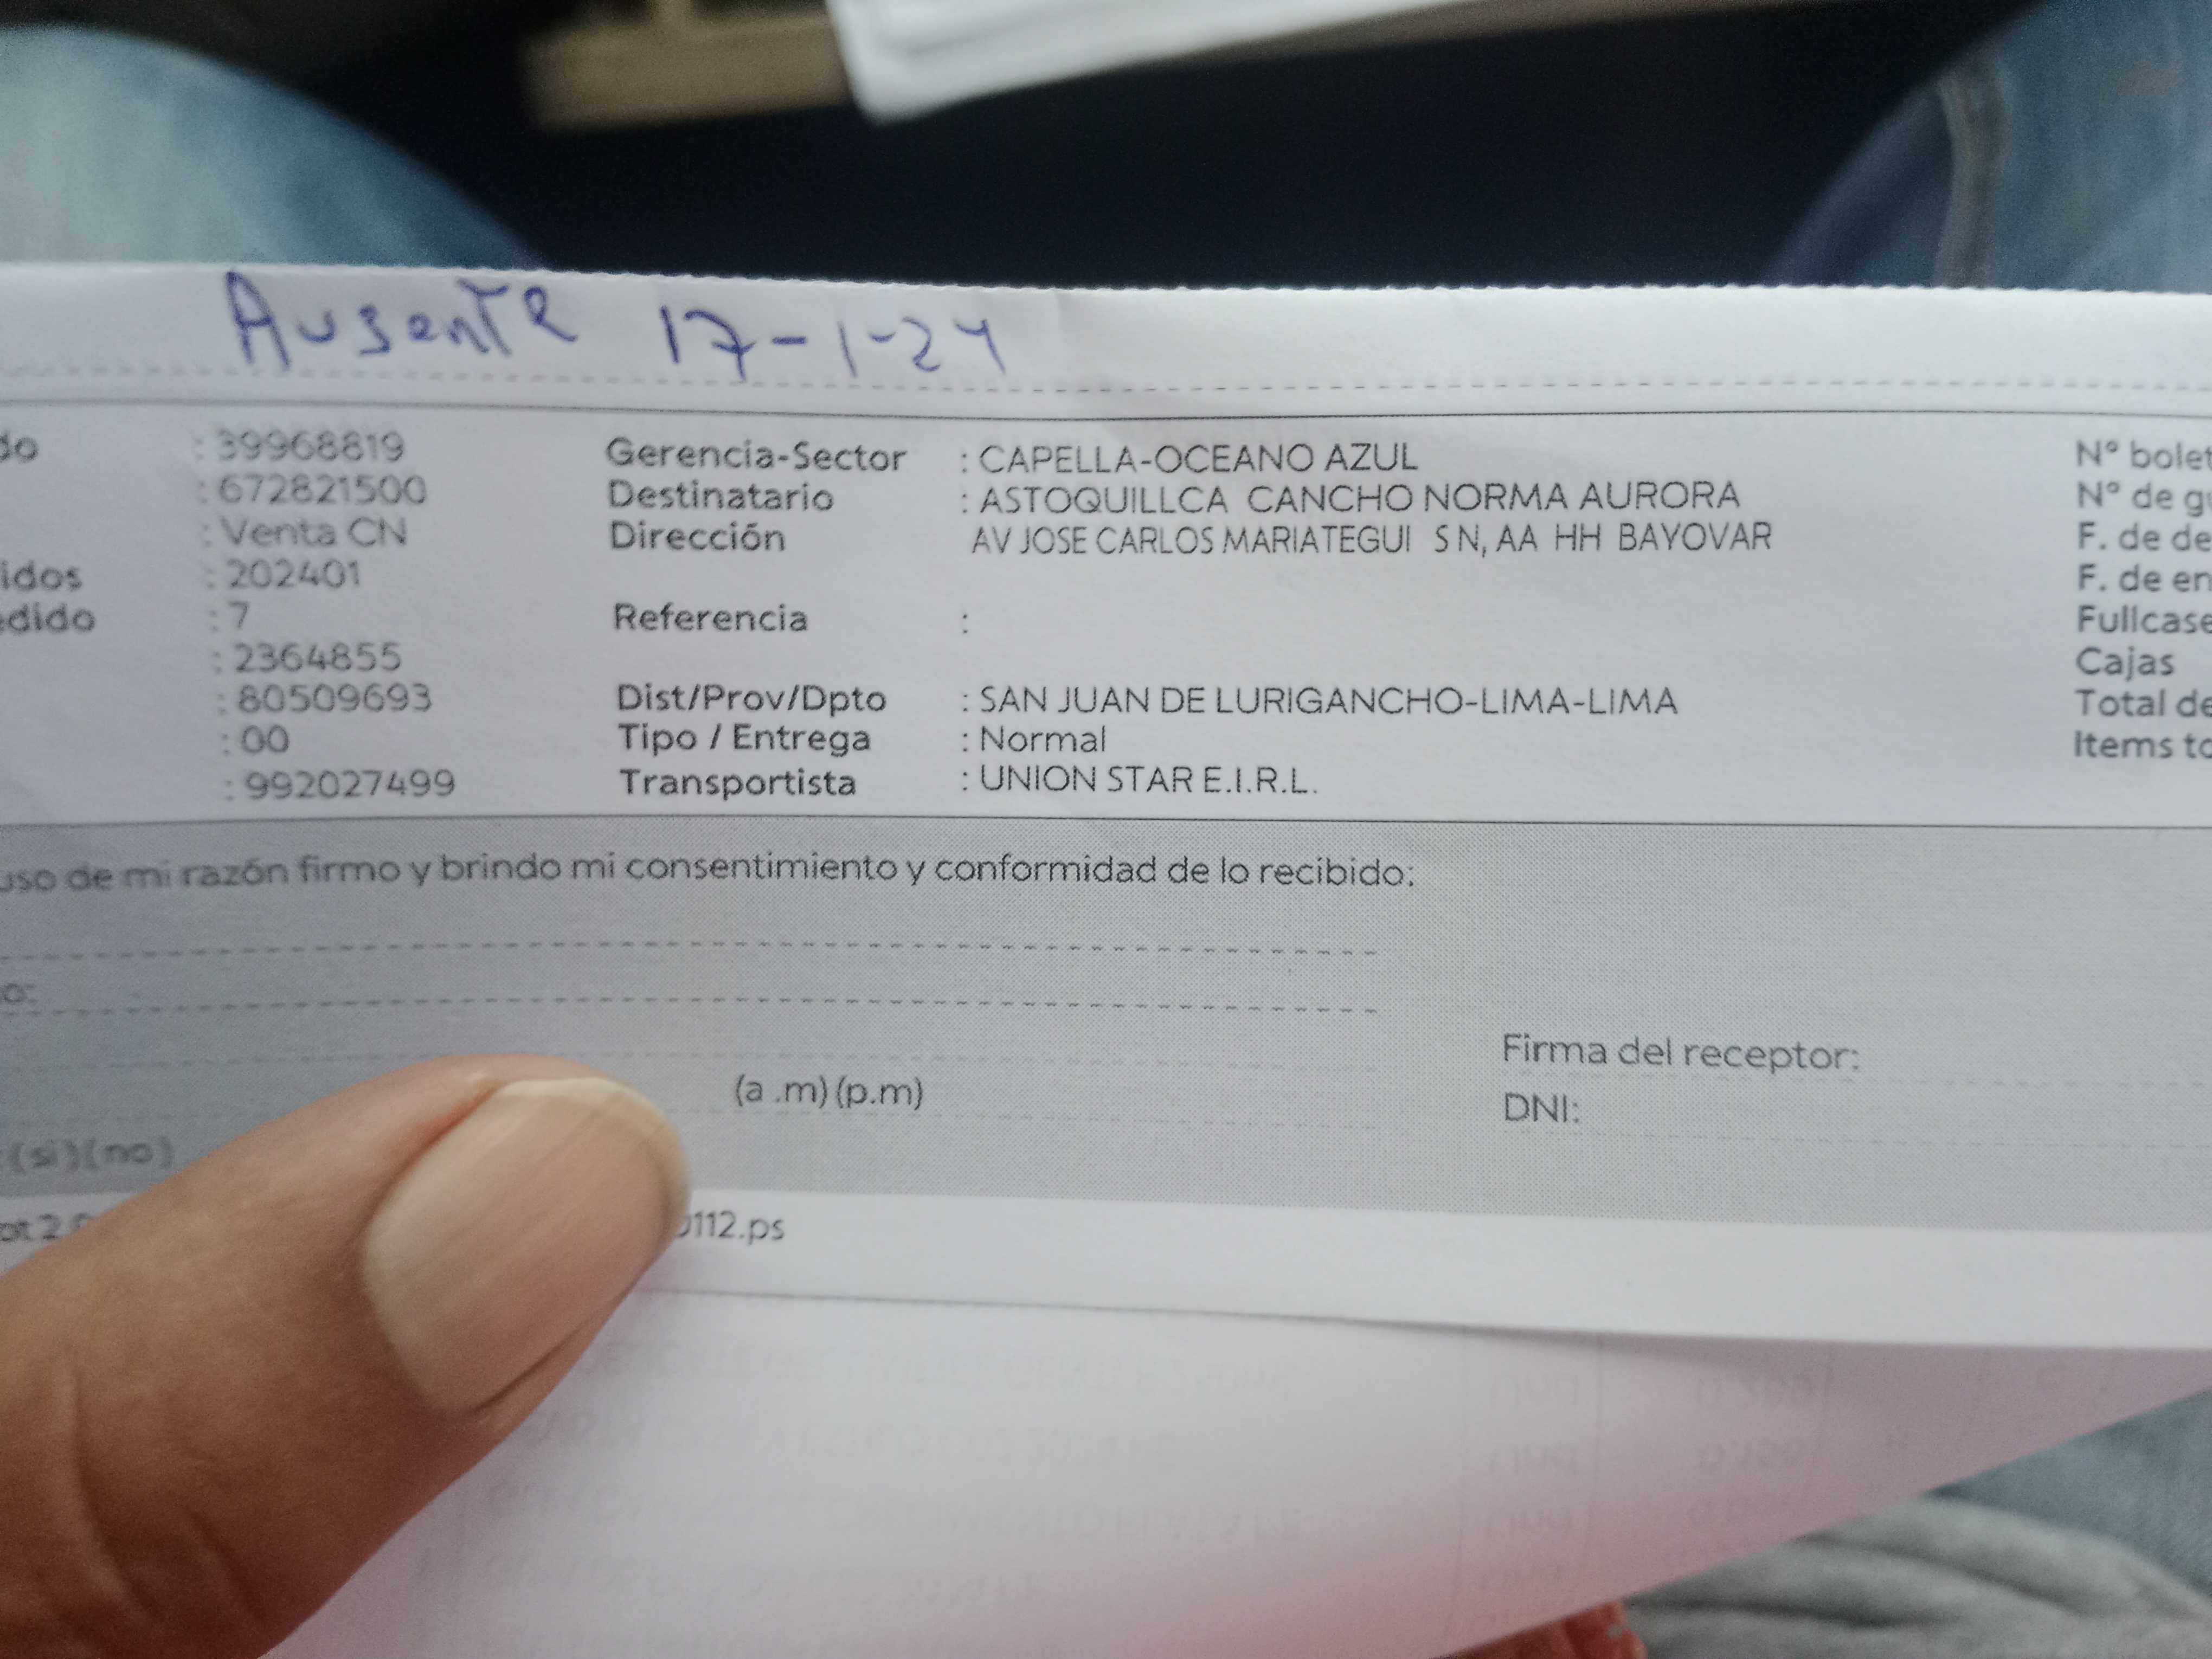 Ausente 17-1-24
do : 39968819 Gerencia-Sector : CAPELLA-OCEANO AZUL Nº bolet
: 672821500 Destinatario : ASTOQUILLCA CANCHO NORMA AURORA Nº de gu
: Venta CN Dirección AV JOSE CARLOS MARIATEGUI S N, AA HH BAYOVAR F. de de
idos : 202401 F. de en
edido : 7 Referencia : Fullcase
: 2364855 Cajas
: 80509693 Dist/Prov/Dpto : SAN JUAN DE LURIGANCHO-LIMA-LIMA Total de
: 00 Tipo / Entrega : Normal Items to
: 992027499 Transportista : UNION STAR E.I.R.L.
uso de mi razón firmo y brindo mi consentimiento y conformidad de lo recibido:
o:
Firma del receptor:
(a .m) (p.m)
DNI:
(si) (no)
0112.ps